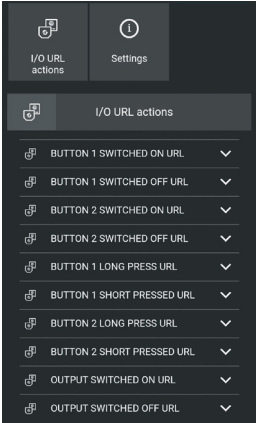 I/O URL
actions
Settings
I/O URL actions
BUTTON 1 SWITCHED ON URL
BUTTON 1 SWITCHED OFF URL
BUTTON 2 SWITCHED ON URL
BUTTON 2 SWITCHED OFF URL
BUTTON 1 LONG PRESS URL
BUTTON 1 SHORT PRESSED URL
BUTTON 2 LONG PRESS URL
BUTTON 2 SHORT PRESSED URL
OUTPUT SWITCHED ON URL
OUTPUT SWITCHED OFF URL